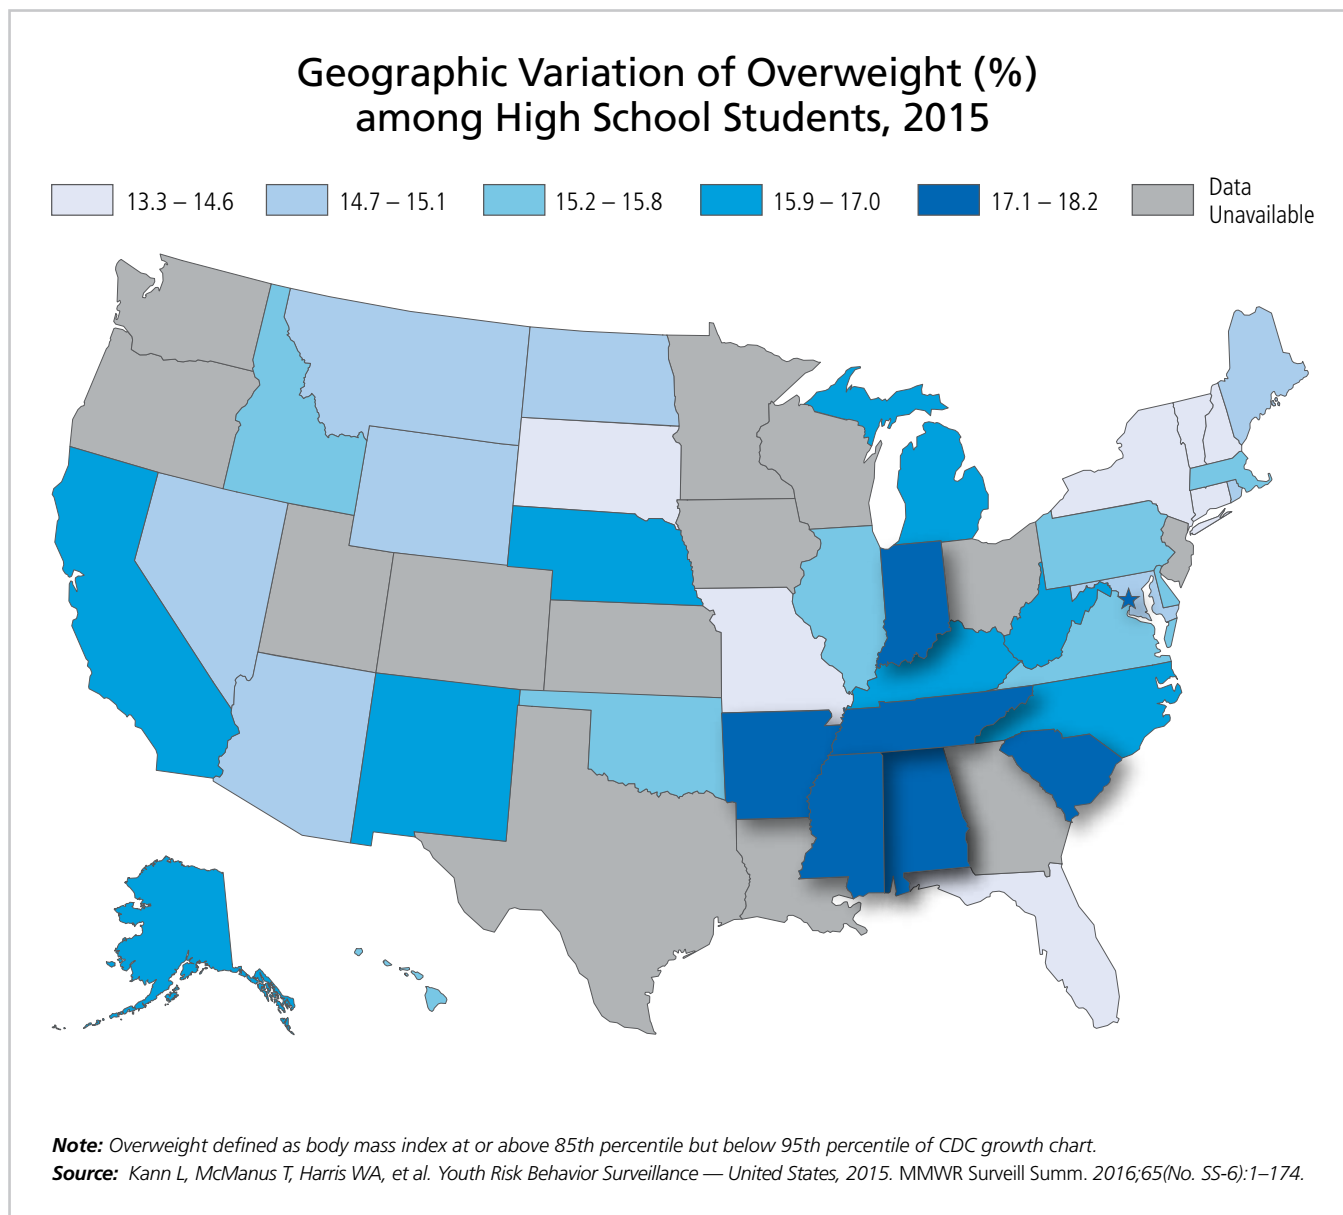 Geographic Variation of Overweight (%)
among High School Students, 2015
13.3 – 14.6
14.7 – 15.1
15.2 – 15.8
15.9 – 17.0
17.1 – 18.2
Data
Unavailable
Note: Overweight defined as body mass index at or above 85th percentile but below 95th percentile of CDC growth chart.
Source: Kann L, McManus T, Harris WA, et al. Youth Risk Behavior Surveillance — United States, 2015. MMWR Surveill Summ. 2016;65(No. SS-6):1–174.